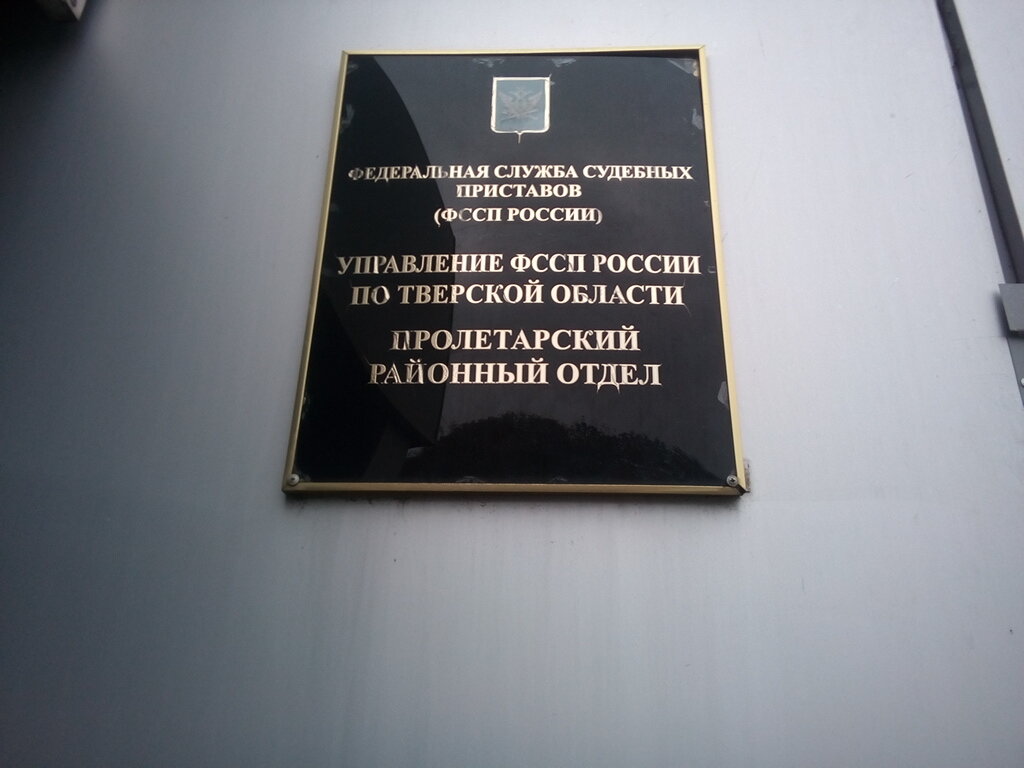 ФЕДЕРАЛЬНАЯ СЛУЖБА СУДЕБНЫХ
ПРИСТАВОВ
(ФССП РОССИИ)
УПРАВЛЕНИЕ ФССП РОССИИ
ПО ТВЕРСКОЙ ОБЛАСТИ
ПРОЛЕТАРСКИЙ
РАЙОННЫЙ ОТДЕЛ